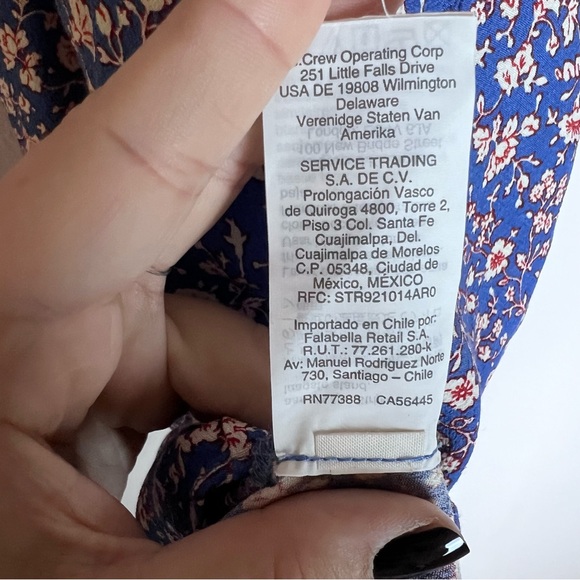 .Crew Operating Corp
251 Little Falls Drive
USA DE 19808 Wilmington
Delaware
Verenidge Staten Van
Amerika
SERVICE TRADING
S.A. DE C.V.
Prolongación Vasco
de Quiroga 4800, Torre 2,
Piso 3 Col. Santa Fe
Cuajimalpa, Del.
Cuajimalpa de Morelos
C.P. 05348, Ciudad de
México, MÉXICO
RFC: STR921014AR0
Importado en Chile por:
Falabella Retail S.A.
R.U.T.: 77.261.280-k
Av: Manuel Rodriguez Norte
730, Santiago – Chile
RN77388 CA56445